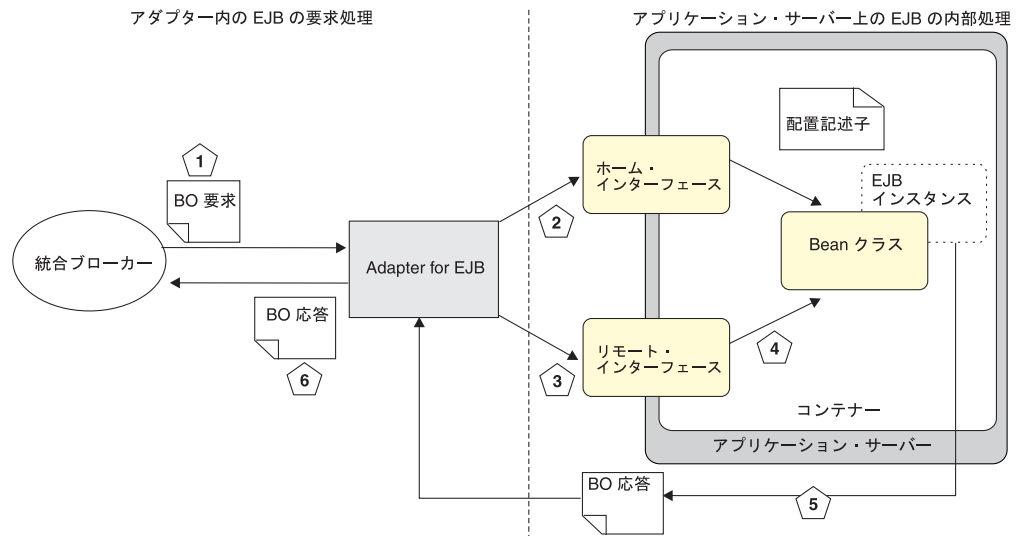 アダプター内の EJB の要求処理
アプリケーション・サーバー上の EJB の内部処理
1
BO 要求
統合ブローカー
Adapter for EJB
BO 応答
6
2
3
ホーム・
インターフェース
リモート・
インターフェース
4
配置記述子
EJB
インスタンス
Bean クラス
コンテナー
アプリケーション・サーバー
BO 応答
5